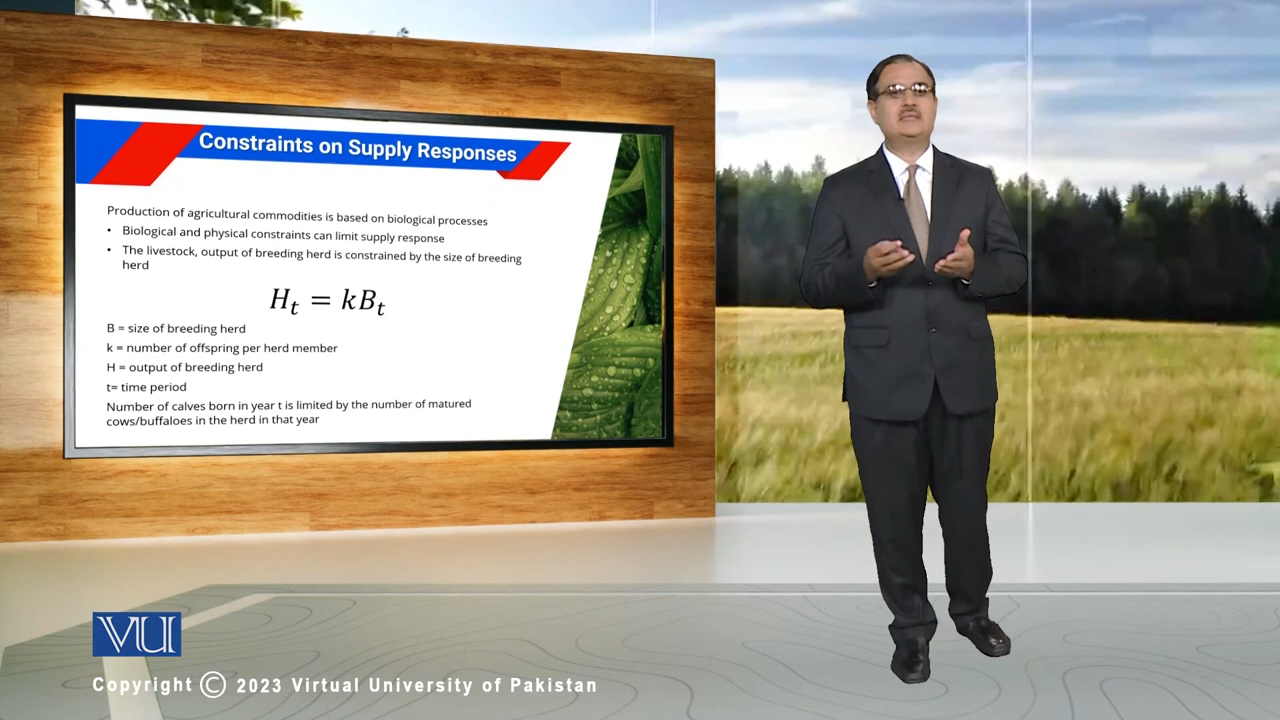 Constraints on Supply Responses
Production of agricultural commodities is based on biological processes
• Biological and physical constraints can limit supply response
• The livestock, output of breeding herd is constrained by the size of breeding
herd
H_t = kB_t
B = size of breeding herd
k = number of offspring per herd member
H = output of breeding herd
t= time period
Number of calves born in year t is limited by the number of matured
cows/buffaloes in the herd in that year
VU
Copyright © 2023 Virtual University of Pakistan